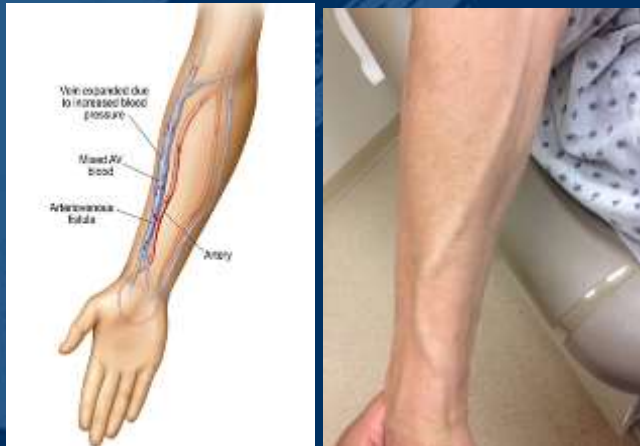 Vein expanded due
to increased blood
pressure
Mixed AV
blood
Arteriovenous
fistula
Artery